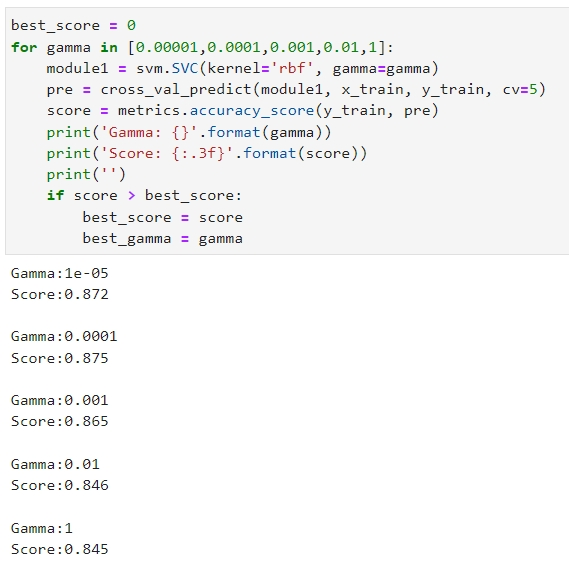 best_score = 0
for gamma in [0.00001,0.0001,0.001,0.01,1]:
    module1 = svm.SVC(kernel='rbf', gamma=gamma)
    pre = cross_val_predict(module1, x_train, y_train, cv=5)
    score = metrics.accuracy_score(y_train, pre)
    print('Gamma: {}'.format(gamma))
    print('Score: {:.3f}'.format(score))
    print('')
    if score > best_score:
        best_score = score
        best_gamma = gamma
Gamma:1e-05
Score:0.872
Gamma:0.0001
Score:0.875
Gamma:0.001
Score:0.865
Gamma:0.01
Score:0.846
Gamma:1
Score:0.845